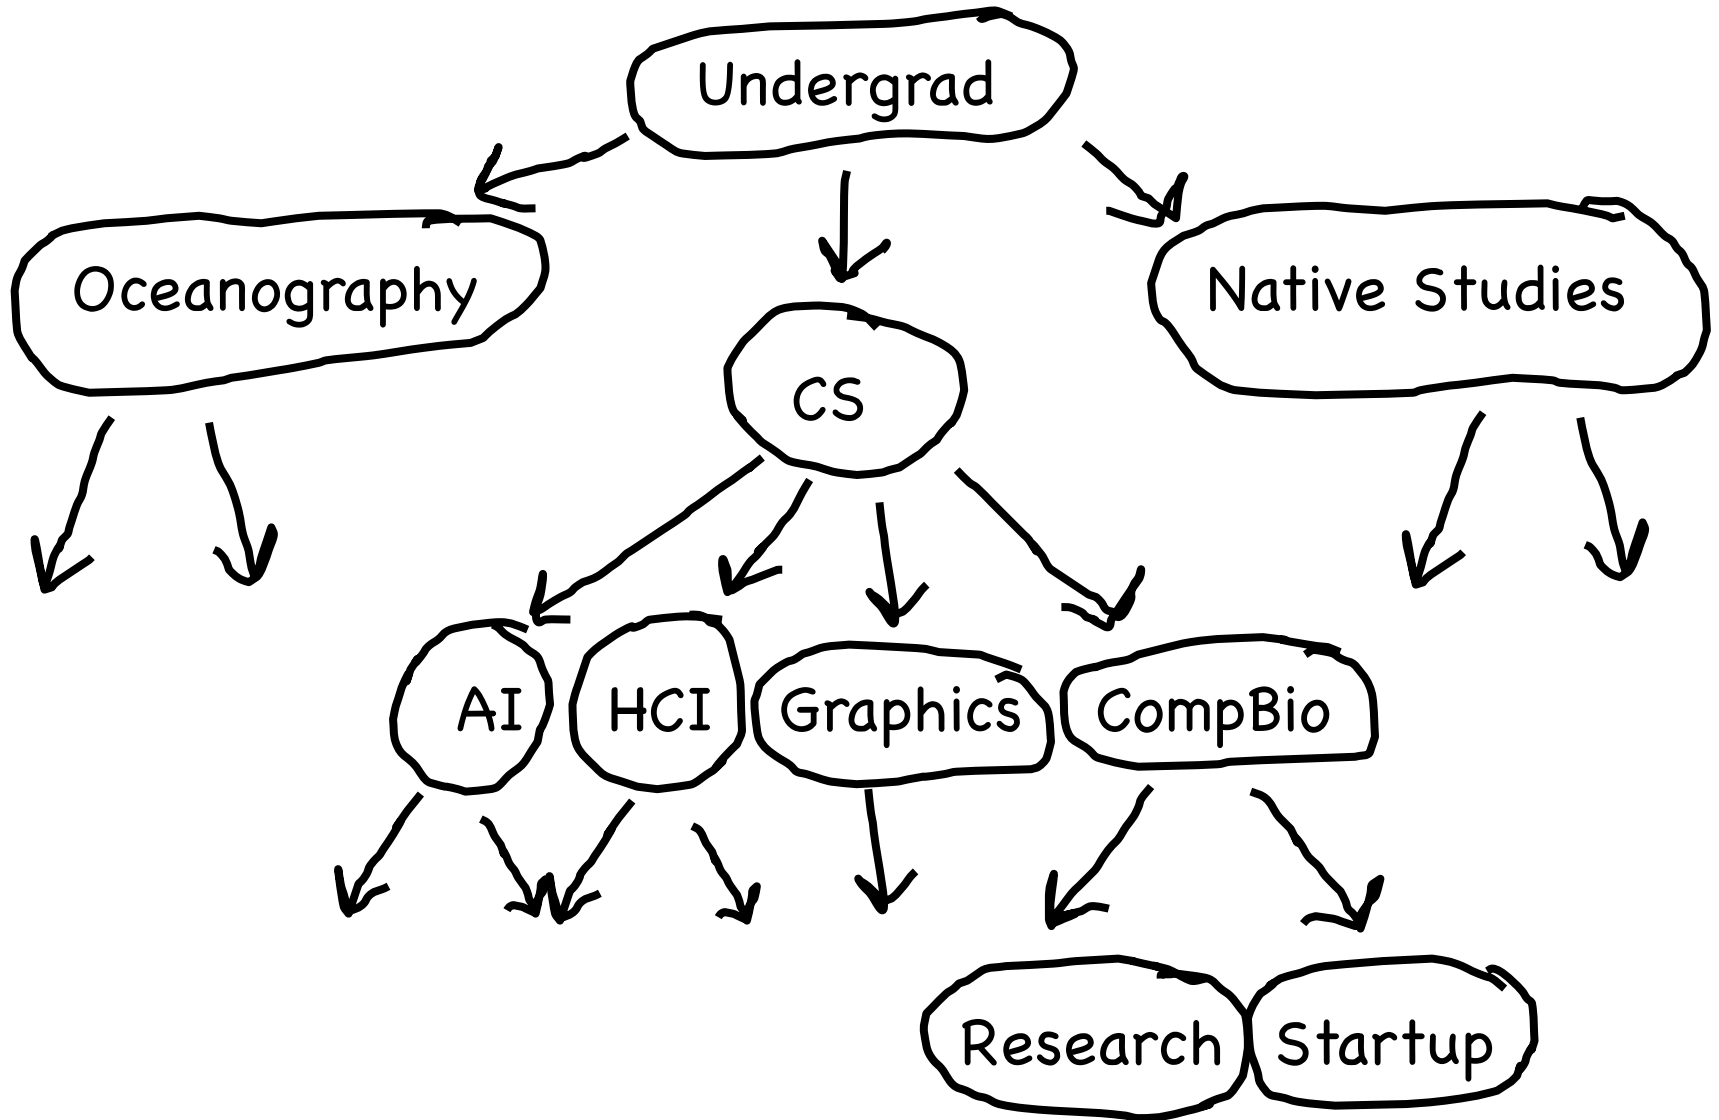 Undergrad
Oceanography
Native Studies
CS
AI
HCI
Graphics
CompBio
Research
Startup